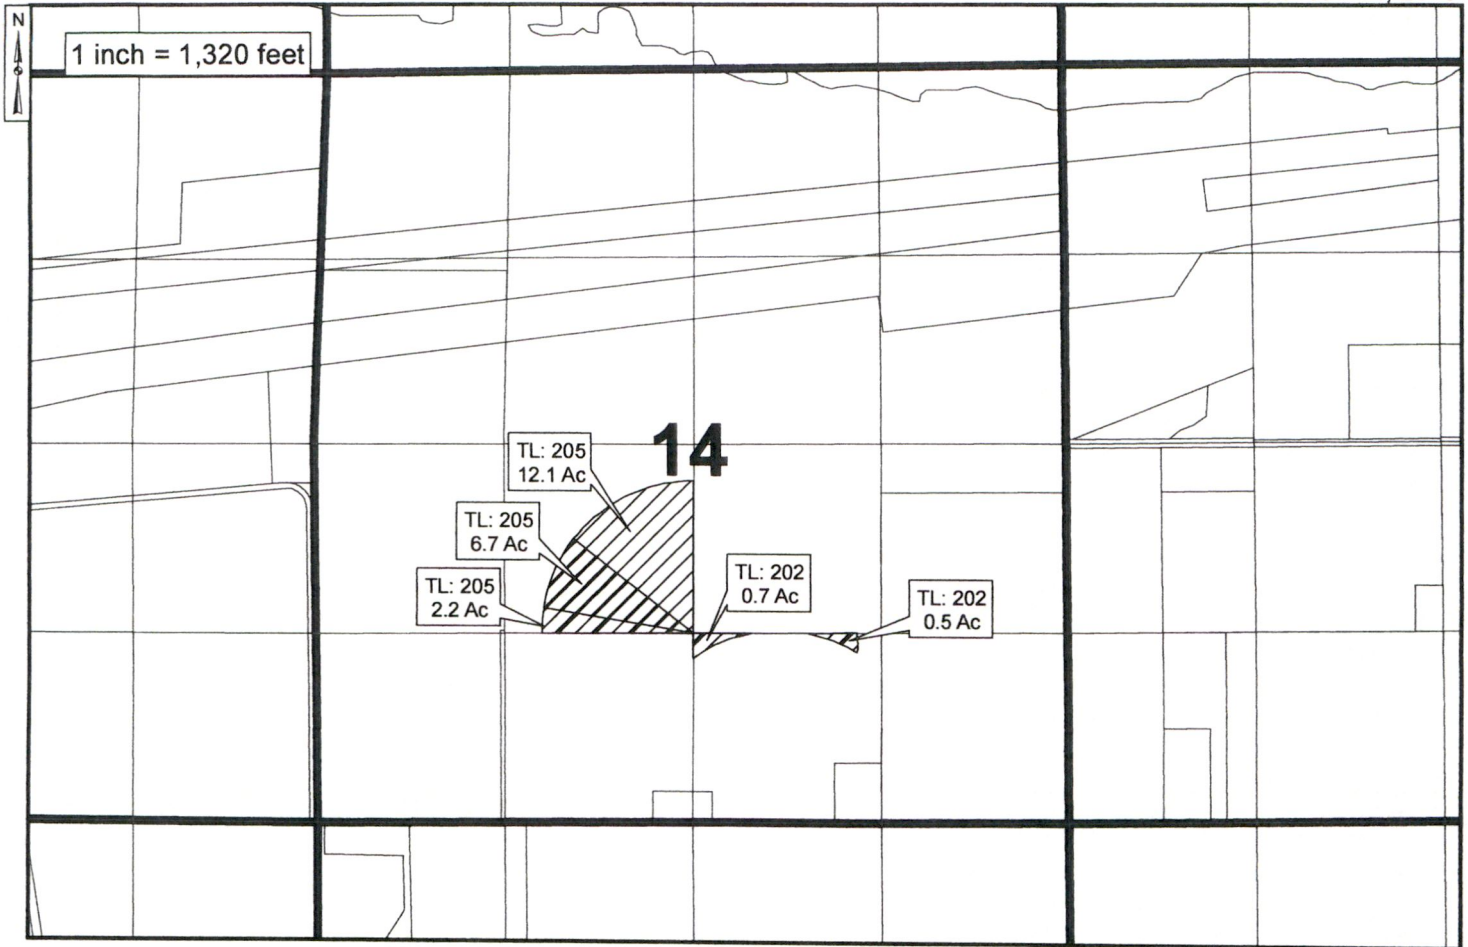 N
1 inch = 1,320 feet
14
TL: 205
12.1 Ac
TL: 205
6.7 Ac
TL: 205
2.2 Ac
TL: 202
0.7 Ac
TL: 202
0.5 Ac